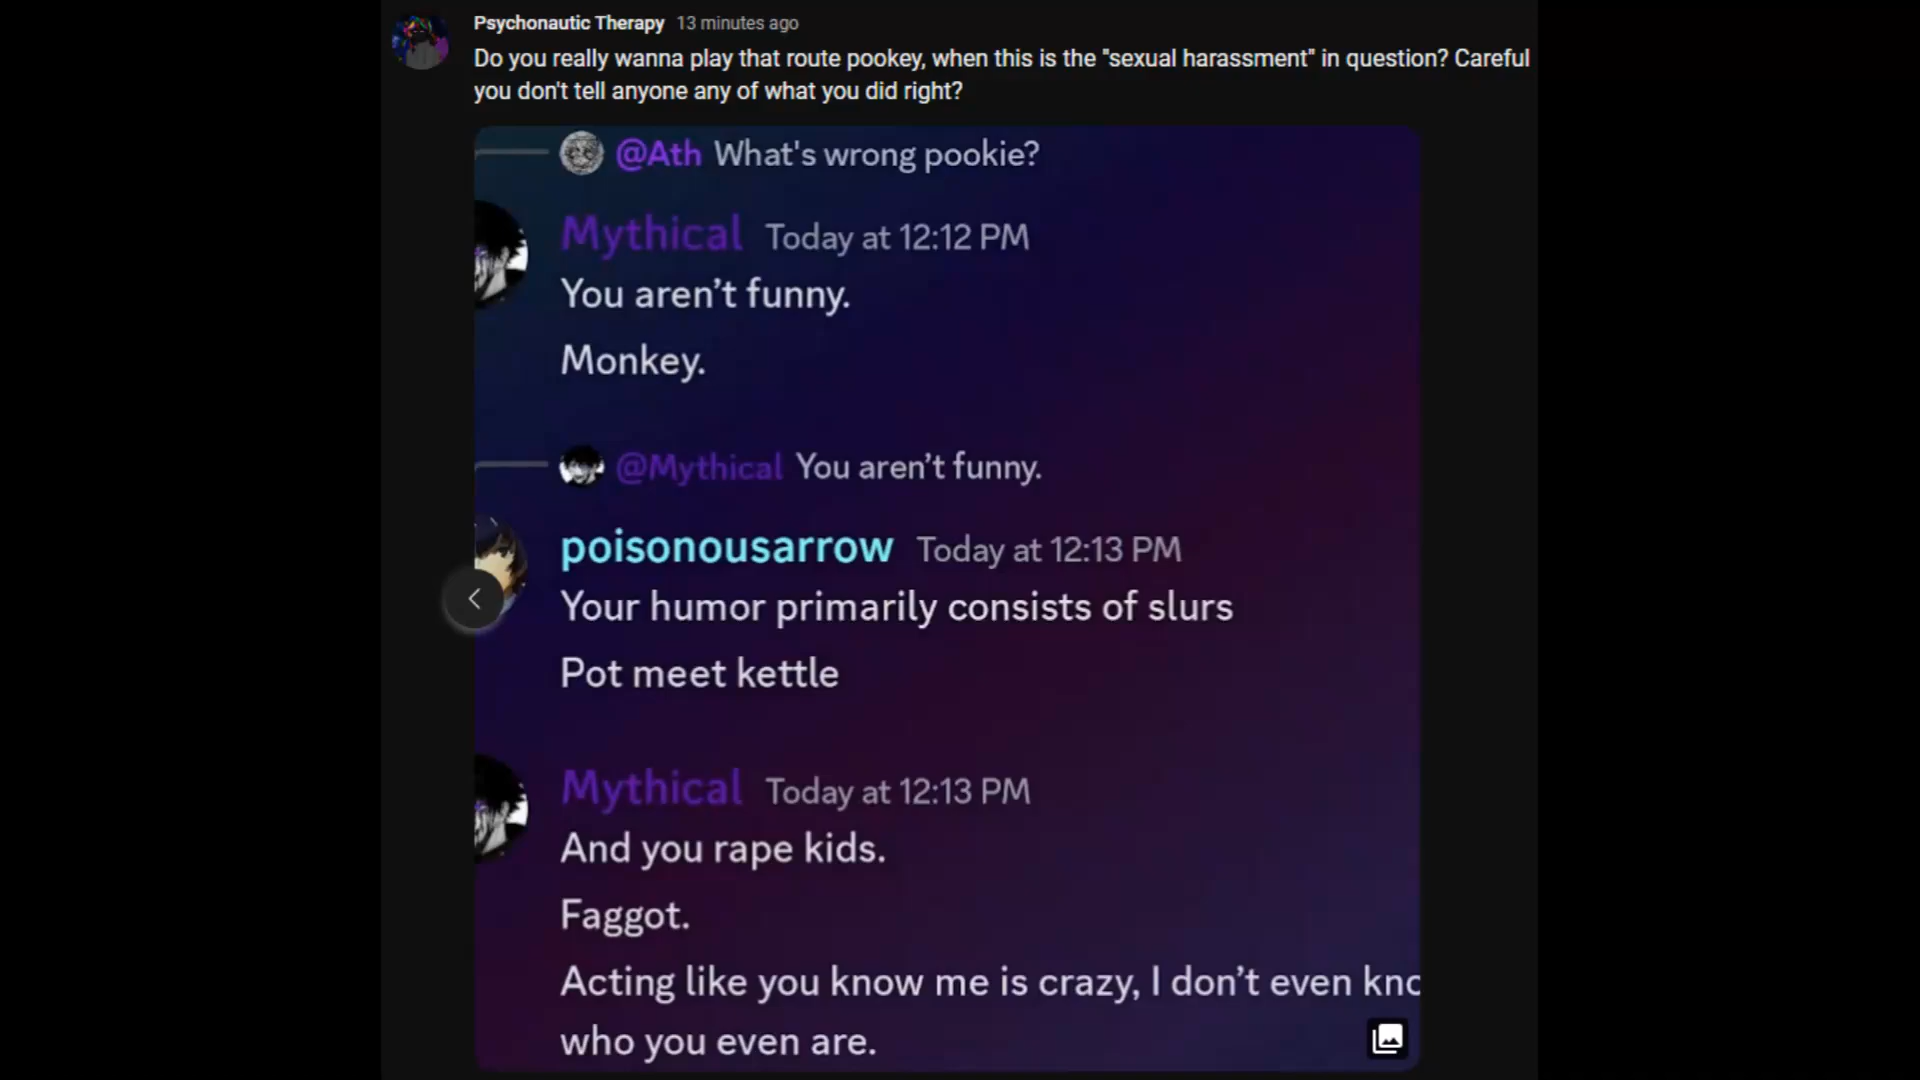 Psychonautic Therapy 13 minutes ago
Do you really wanna play that route pookey, when this is the "sexual harassment" in question? Careful
you don't tell anyone any of what you did right?
@Ath What's wrong pookie?
Mythical Today at 12:12 PM
You aren’t funny.
Monkey.
@Mythical You aren’t funny.
poisonousarrow Today at 12:13 PM
Your humor primarily consists of slurs
Pot meet kettle
Mythical Today at 12:13 PM
And you rape kids.
Faggot.
Acting like you know me is crazy, I don’t even kno
who you even are.